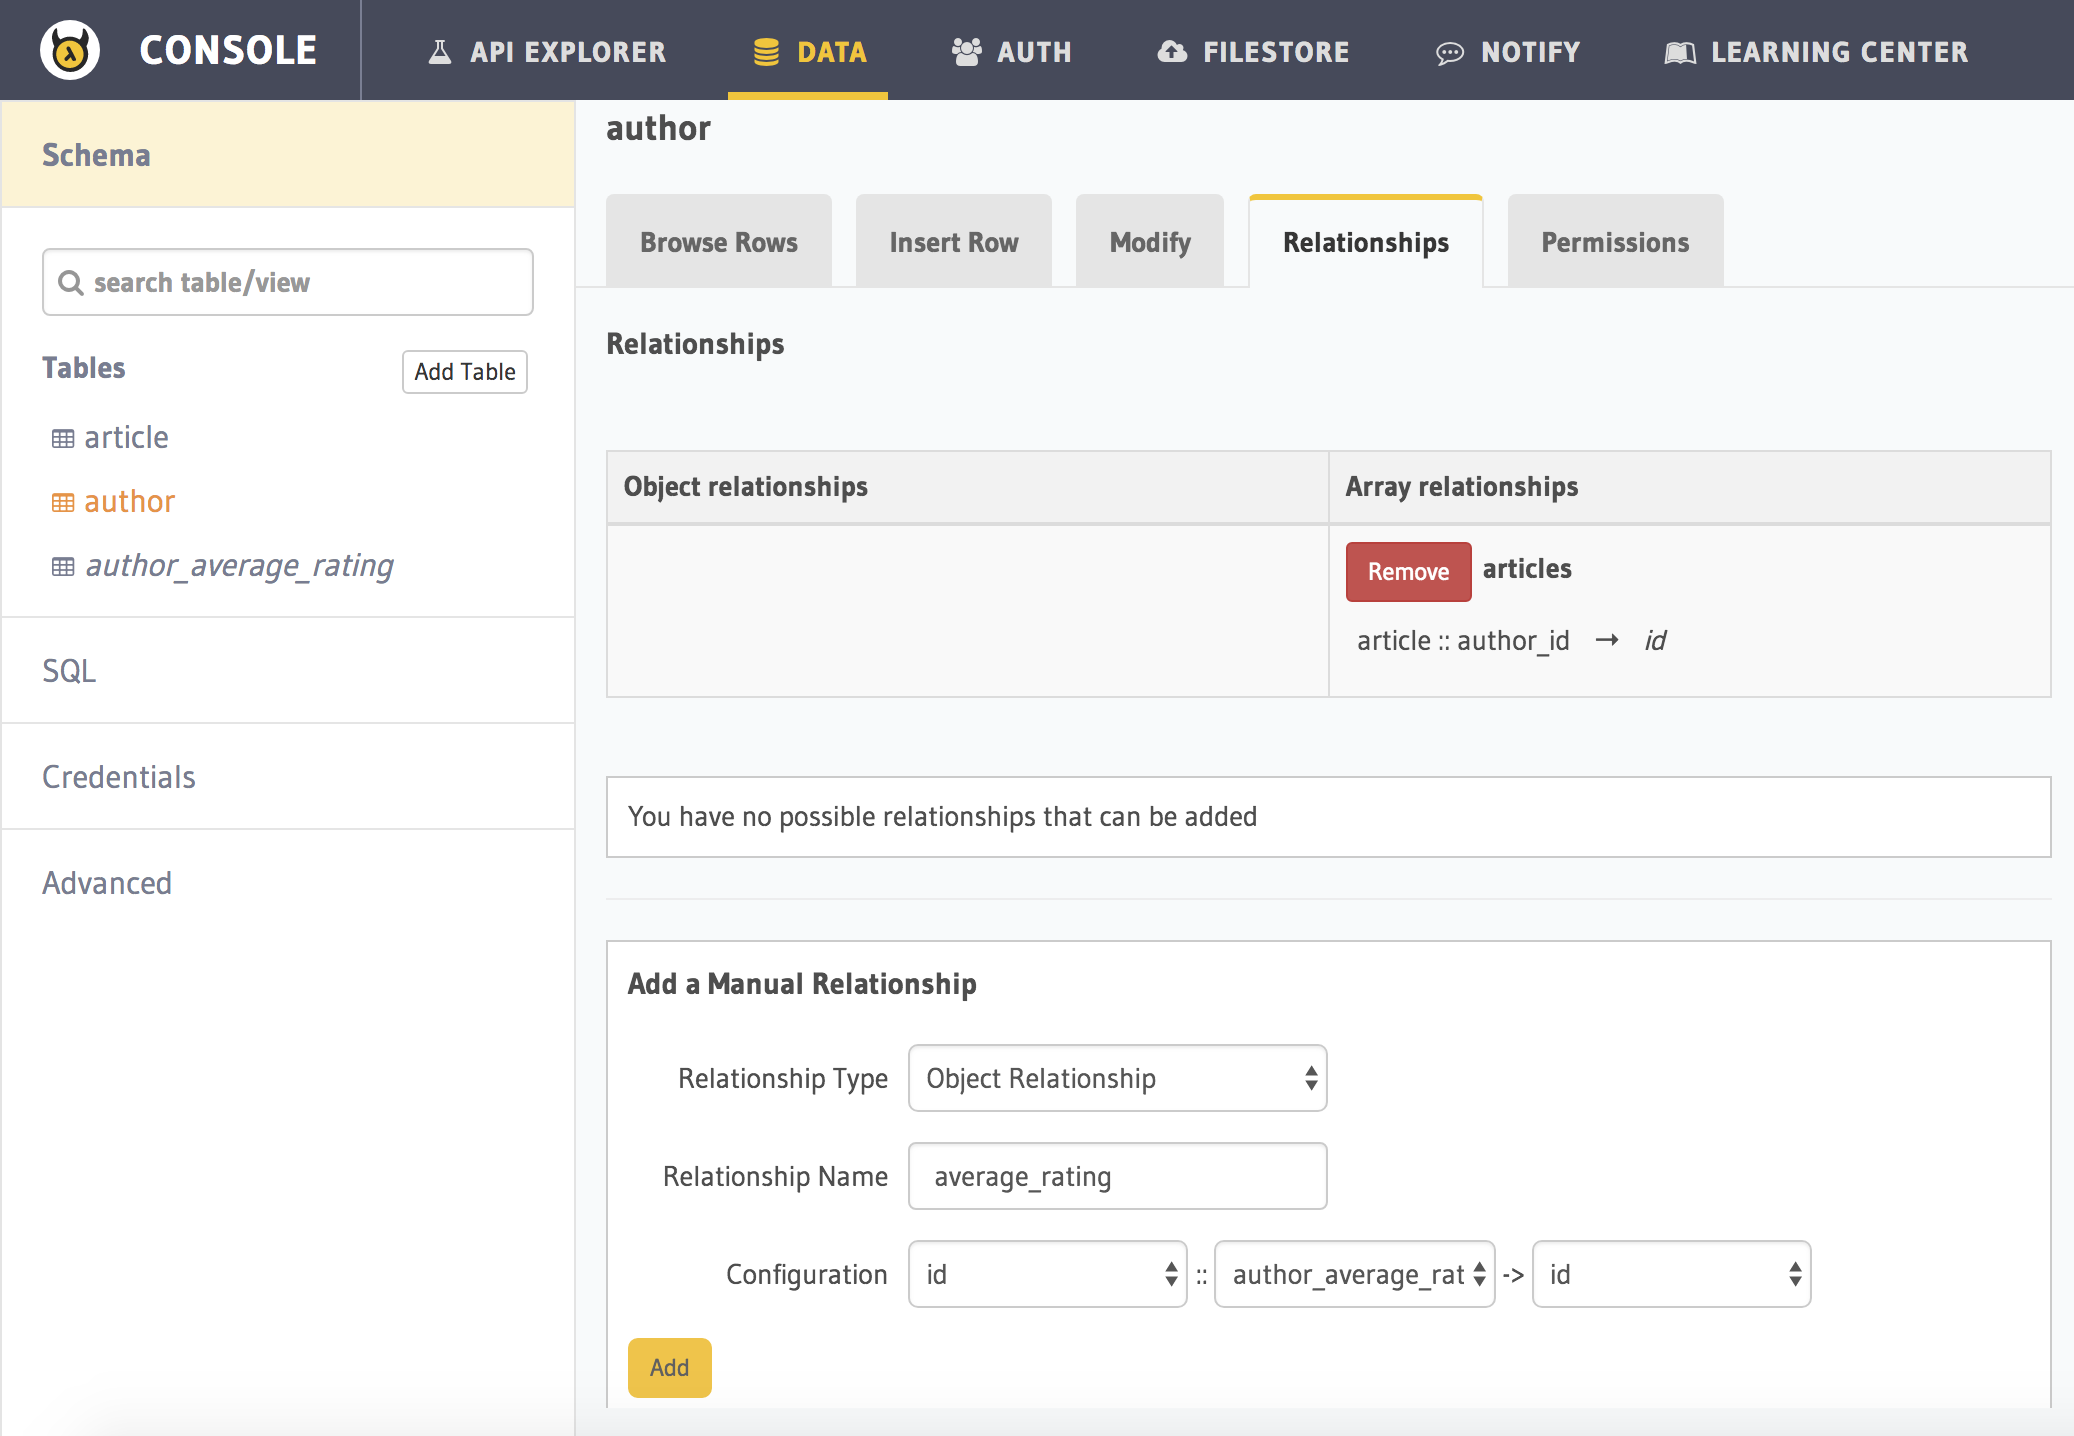 CONSOLE API EXPLORER DATA AUTH FILESTORE NOTIFY LEARNING CENTER
Schema
search table/view
Tables Add Table
article
author
author_average_rating
SQL
Credentials
Advanced
author
Browse Rows Insert Row Modify Relationships Permissions
Relationships
Object relationships Array relationships
Remove articles
article :: author_id → id
You have no possible relationships that can be added
Add a Manual Relationship
Relationship Type Object Relationship
Relationship Name average_rating
Configuration id :: author_average_rat -> id
Add